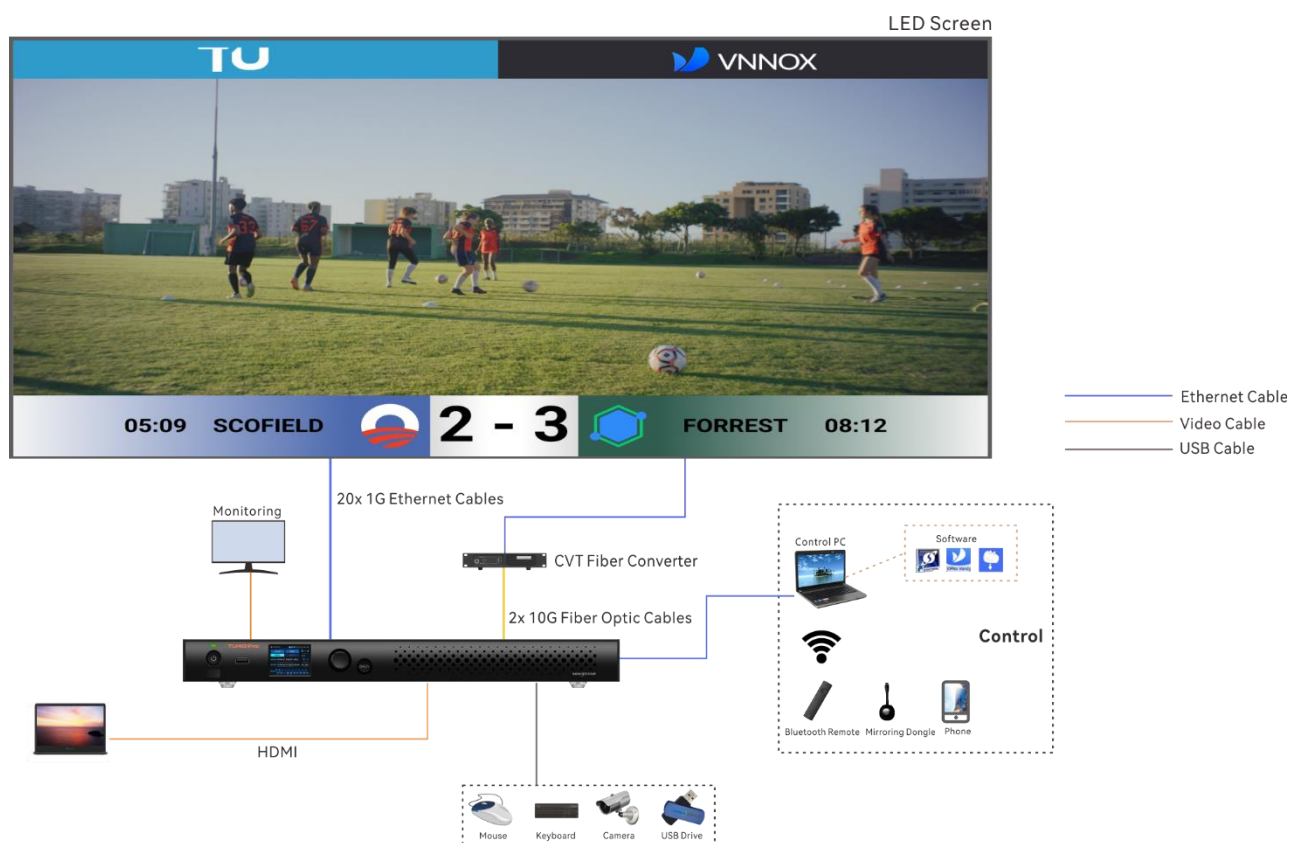 LED Screen
TU
VNNOX
05:09 SCOFIELD 2 - 3 FORREST 08:12
Ethernet Cable
Video Cable
USB Cable
20x 1G Ethernet Cables
Monitoring
CVT Fiber Converter
Control PC
Software
2x 10G Fiber Optic Cables
Control
Bluetooth Remote
Mirroring Dongle
Phone
HDMI
Mouse
Keyboard
Camera
USB Drive